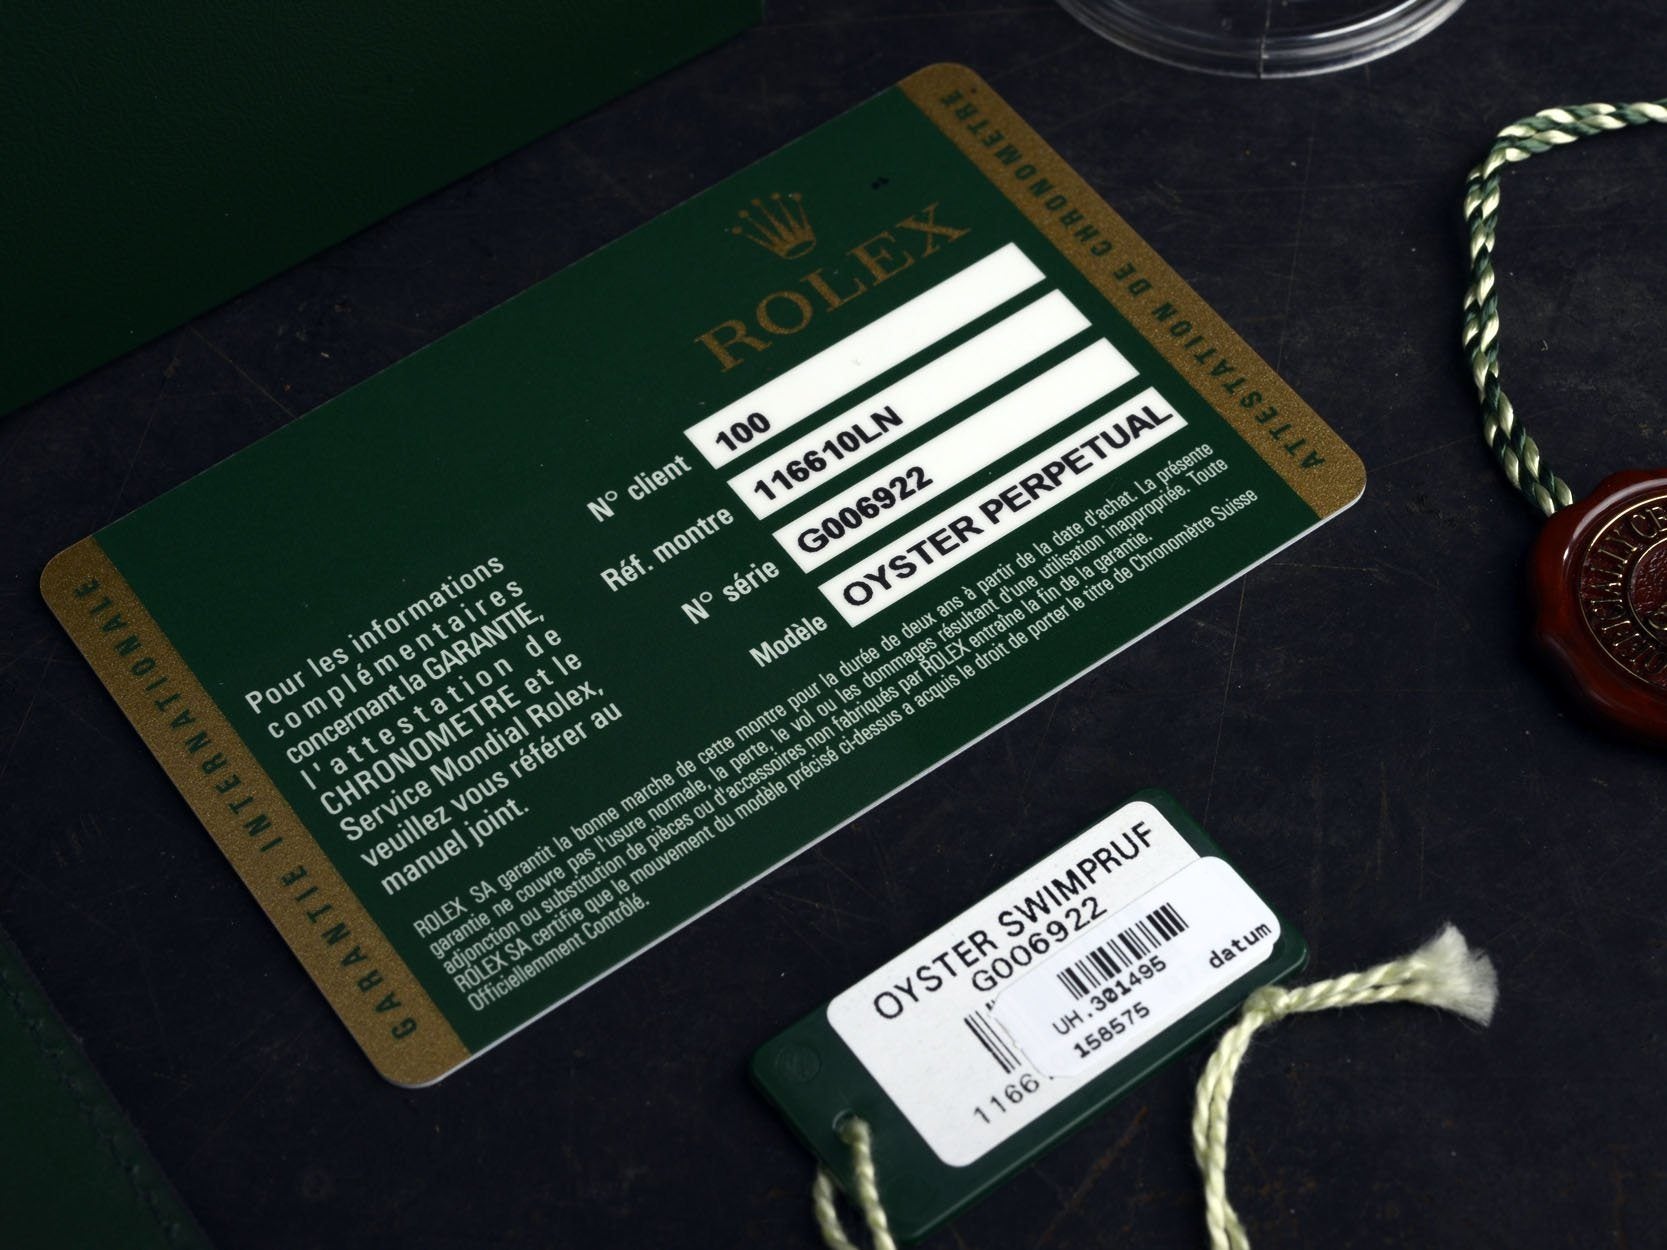 ATTESTATION DE CHRONOMETRE
ROLEX
N° client 100
Réf. montre 116610LN
N° série G006922
Modèle OYSTER PERPETUAL
Pour les informations
complémentaires
concernant la GARANTIE,
l'attestation de
CHRONOMETRE et le
Service Mondial Rolex,
veuillez vous référer au
manuel joint.
ROLEX SA garantit la bonne marche de cette montre pour la durée de deux ans à partir de la date d'achat. La présente
garantie ne couvre pas l'usure normale, la perte, le vol ou les dommages résultant d'une utilisation inappropriée. Toute
adjonction ou substitution de pièces ou d'accessoires non fabriqués par ROLEX entraîne la fin de la garantie.
ROLEX SA certifie que le mouvement du modèle précisé ci-dessus a acquis le droit de porter le titre de Chronomètre Suisse
Officiellemment Contrôlé.
GARANTIE INTERNATIONALE
OYSTER SWIMPRUF
G006922
UH.301495
158575
datum
1166